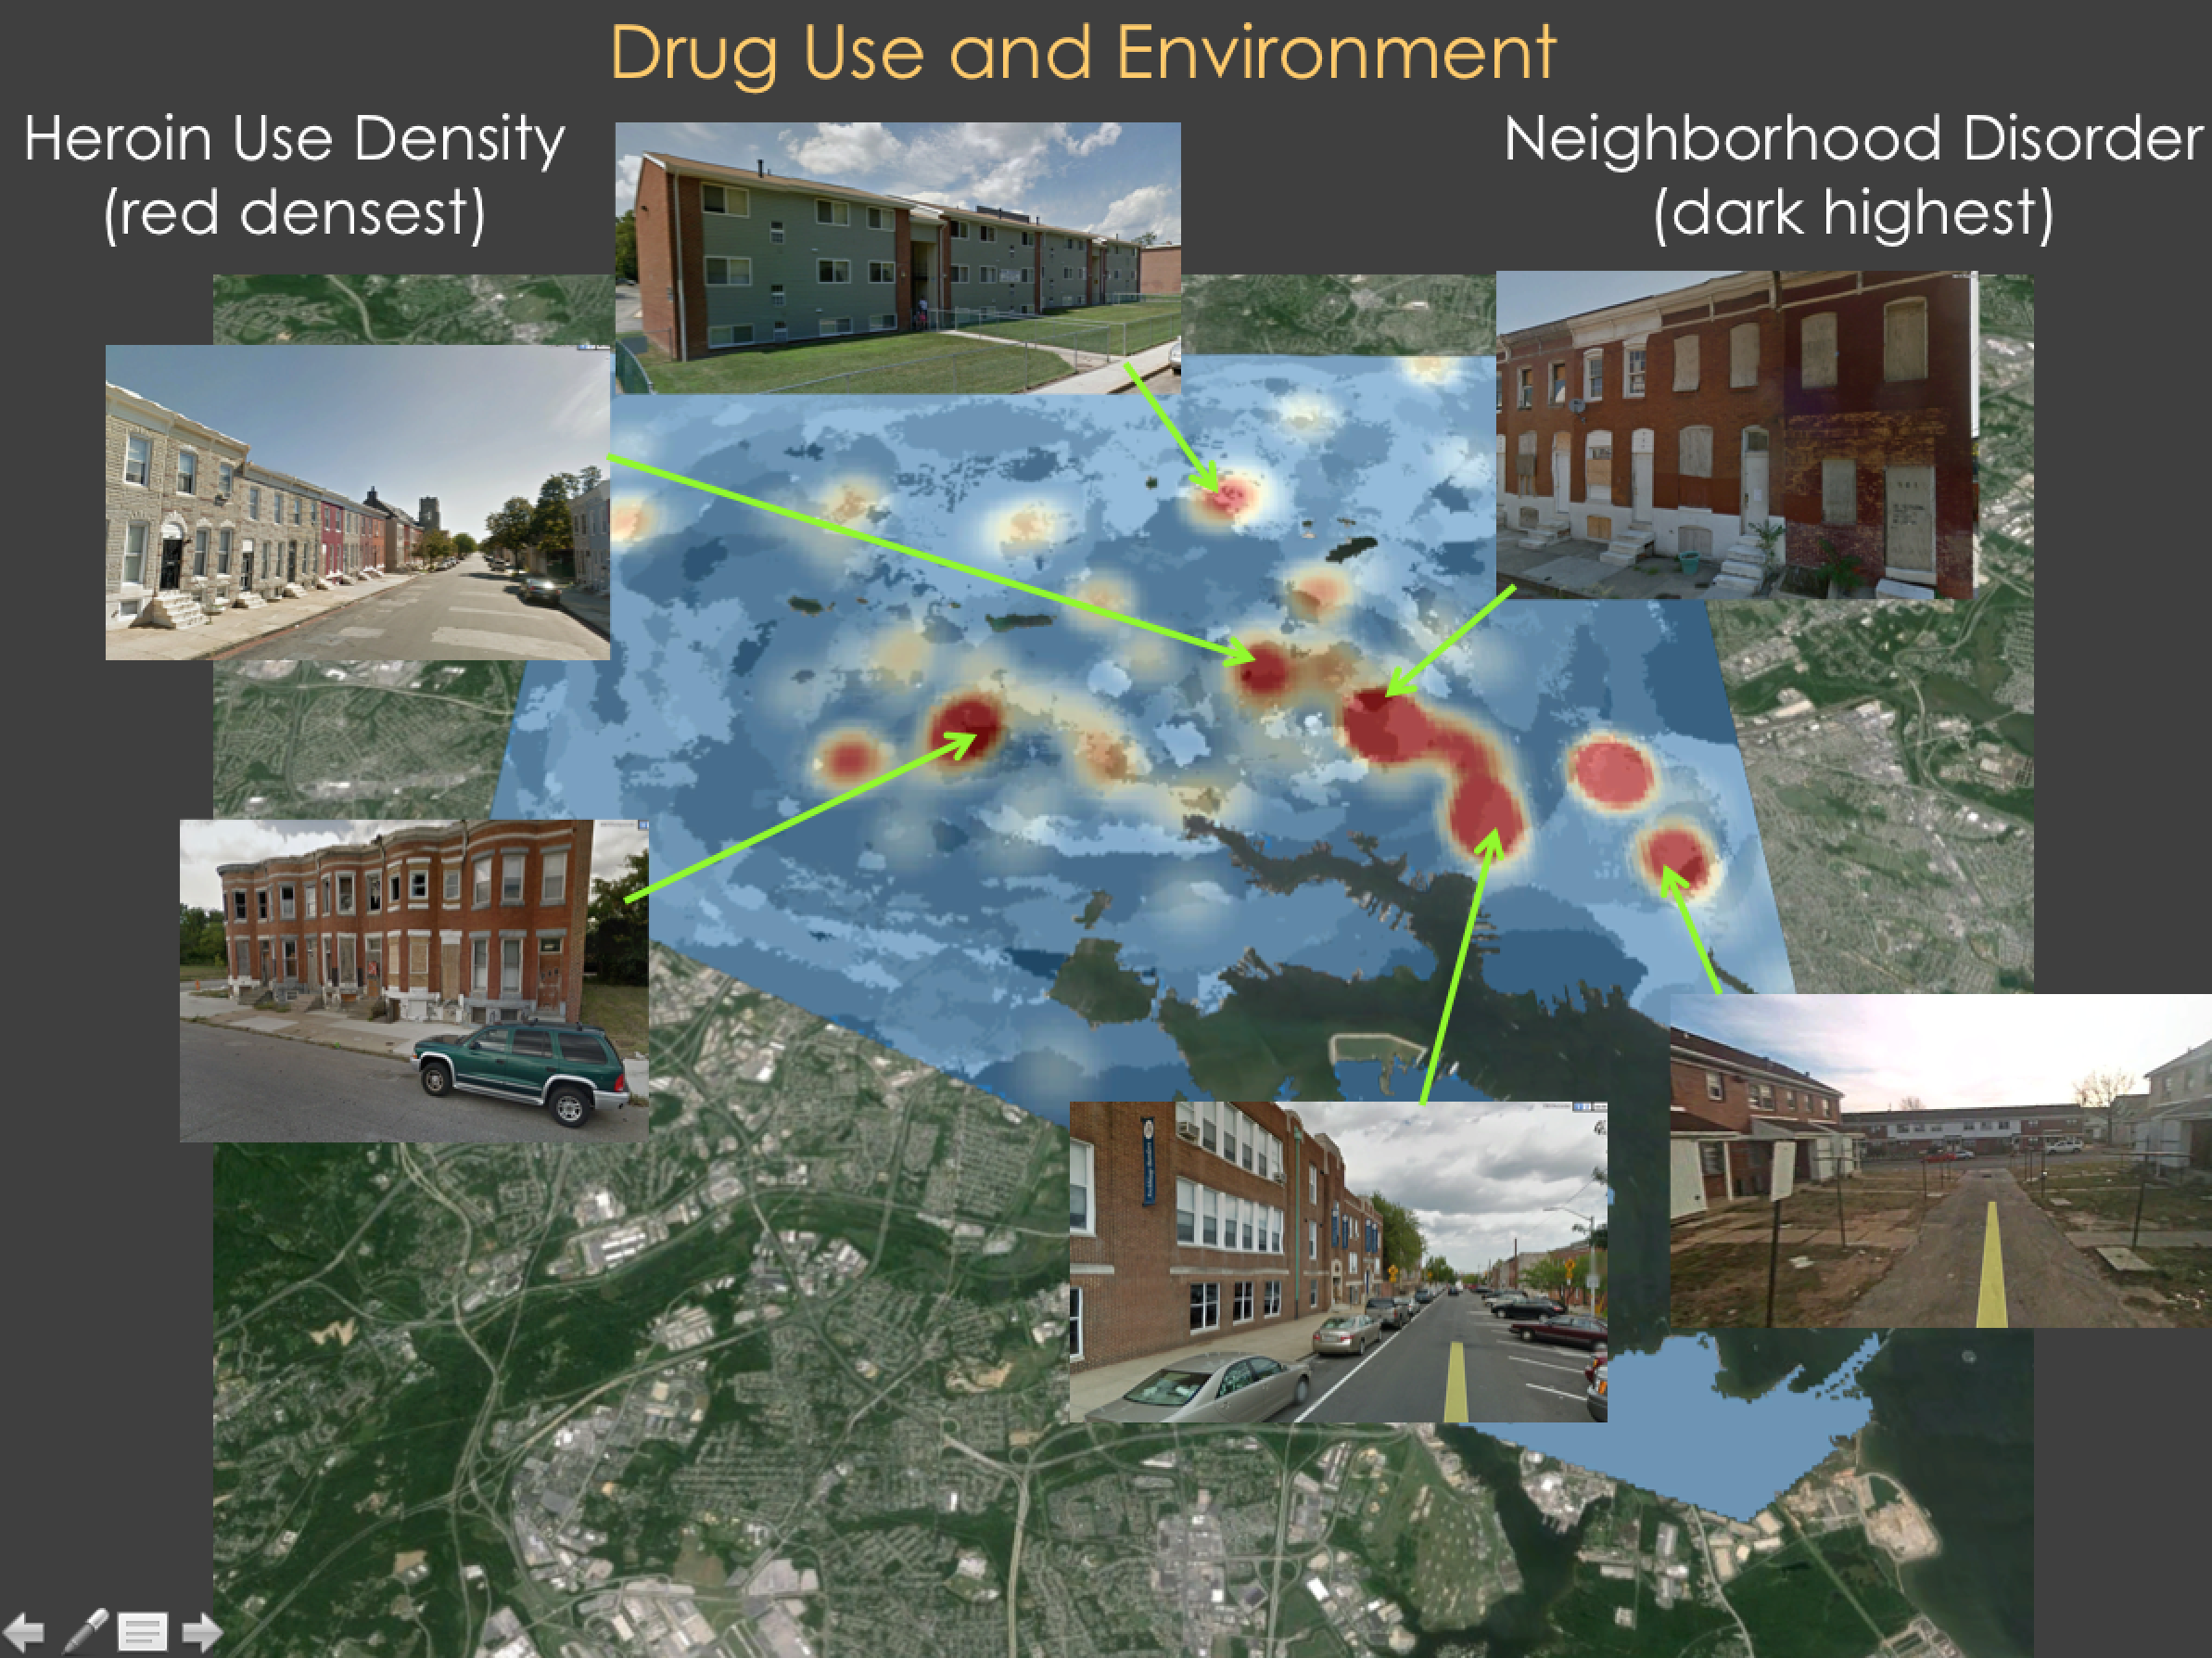 Drug Use and Environment
Heroin Use Density
(red densest)
Neighborhood Disorder
(dark highest)